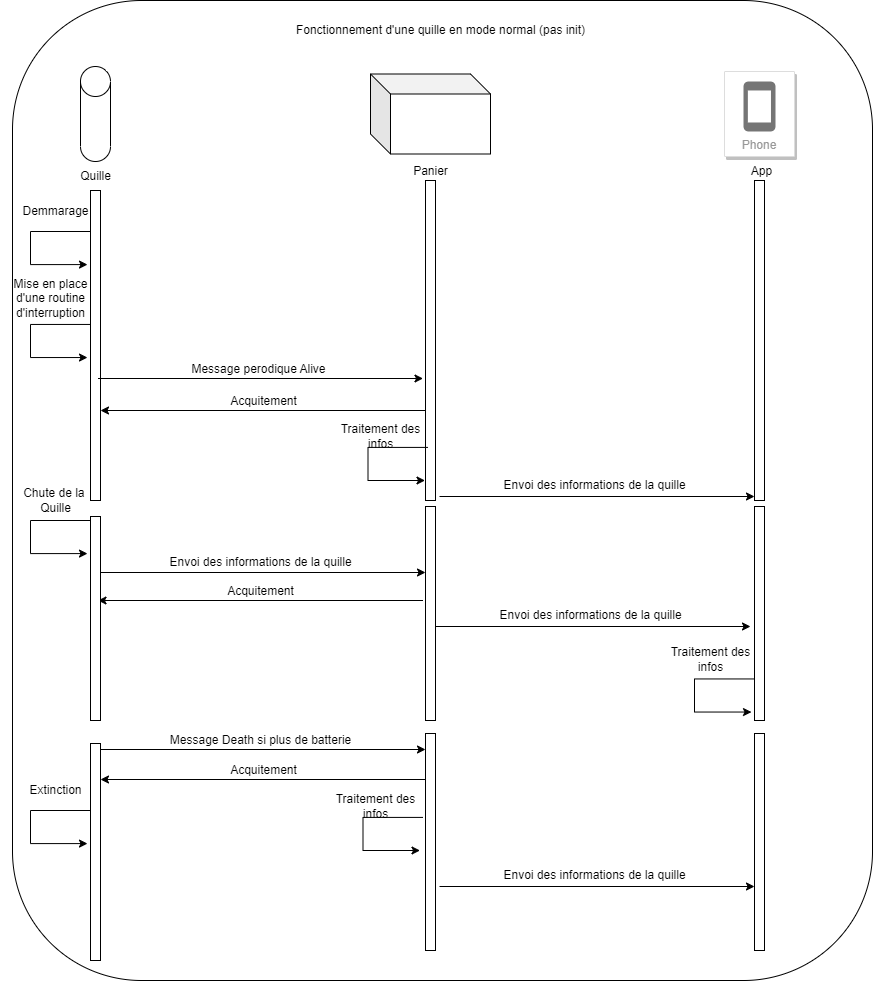 Fonctionnement d'une quille en mode normal (pas init)
Phone
Quille
Panier
App
Demmarage
Mise en place
d'une routine
d'interruption
Message perodique Alive
Acquitement
Traitement des
infos
Envoi des informations de la quille
Chute de la
Quille
Envoi des informations de la quille
Acquitement
Envoi des informations de la quille
Traitement des
infos
Message Death si plus de batterie
Acquitement
Extinction
Traitement des
infos
Envoi des informations de la quille